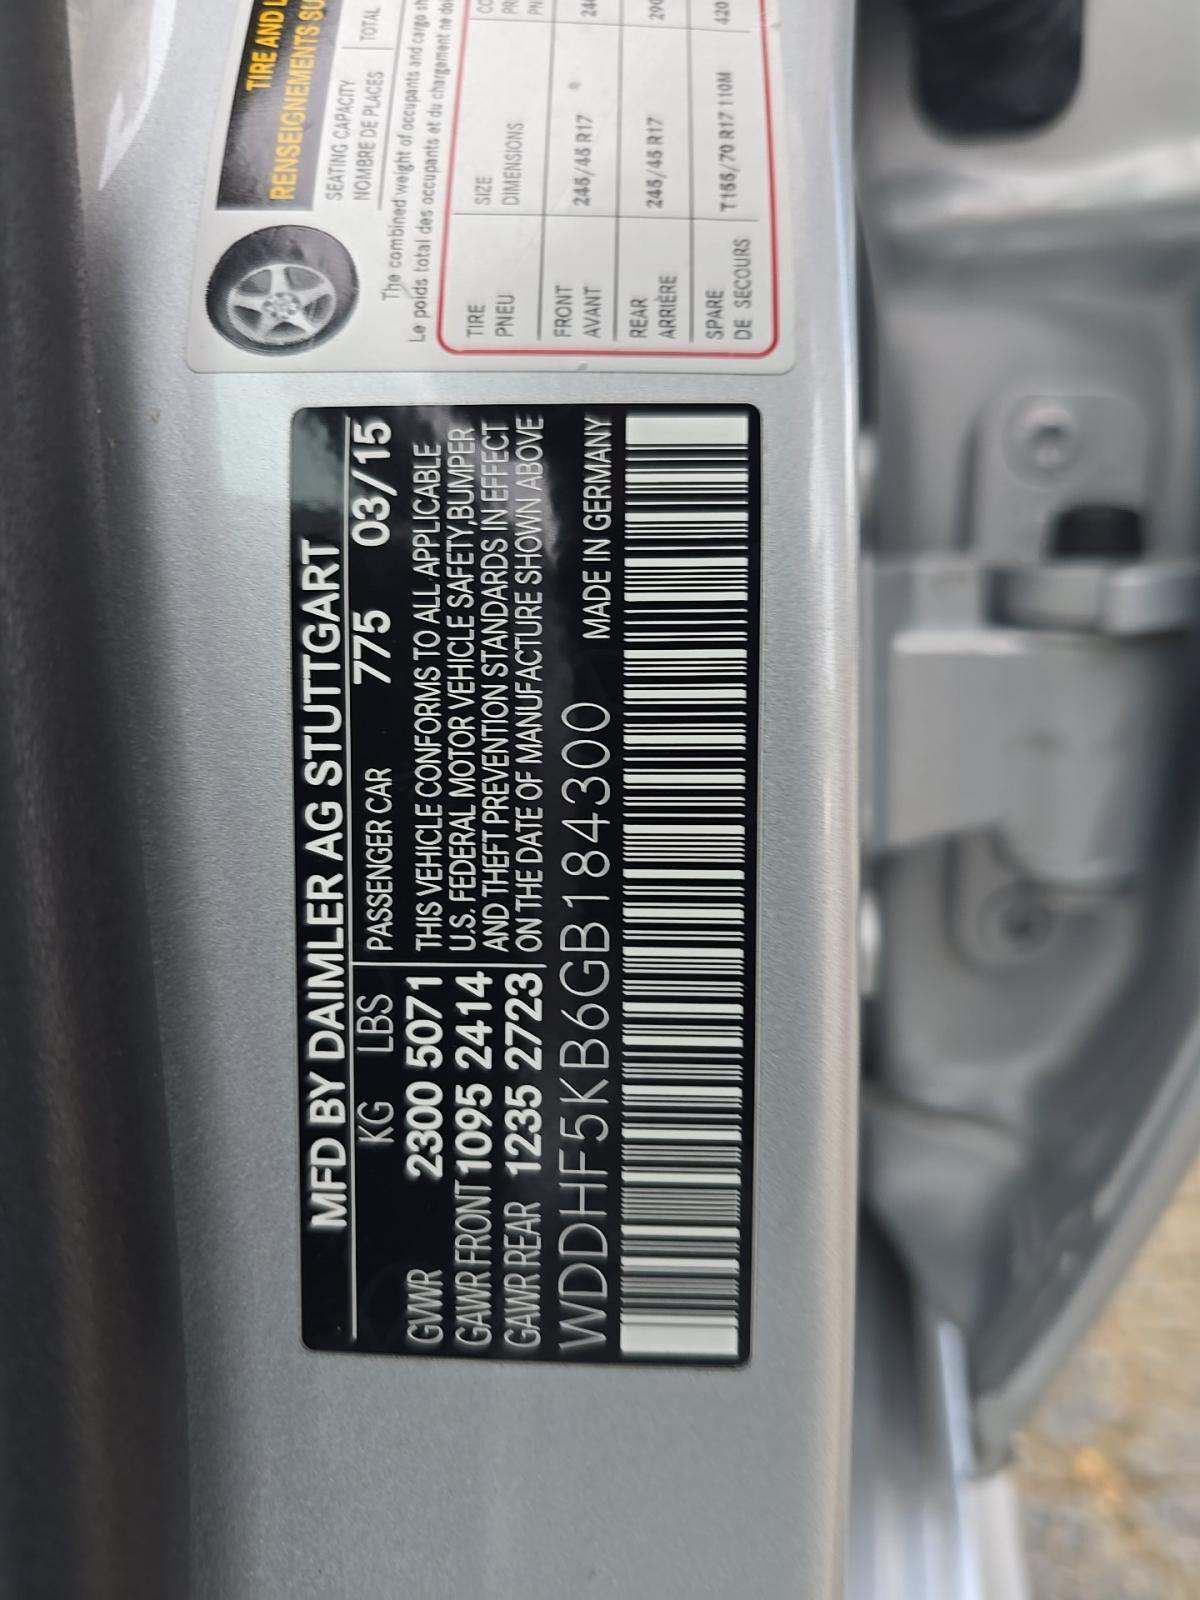 MFD BY DAIMLER AG STUTTGART
KG LBS PASSENGER CAR 775 03/15
GVWR 2300 5071 THIS VEHICLE CONFORMS TO ALL APPLICABLE
GAWR FRONT 1095 2414 U.S. FEDERAL MOTOR VEHICLE SAFETY, BUMPER
AND THEFT PREVENTION STANDARDS IN EFFECT
GAWR REAR 1235 2723 ON THE DATE OF MANUFACTURE SHOWN ABOVE
WDDHF5KB6GB184300 MADE IN GERMANY
TIRE AND
RENSEIGNEMENTS
SEATING CAPACITY
NOMBRE DE PLACES TOTAL
The combined weight of occupants and cargo
Le poids total des occupants et du chargement ne
TIRE SIZE
PNEU DIMENSIONS
FRONT 245/45 R17
AVANT
REAR 245/45 R17
ARRIÈRE
SPARE T155/70 R17 110M 420
DE SECOURS